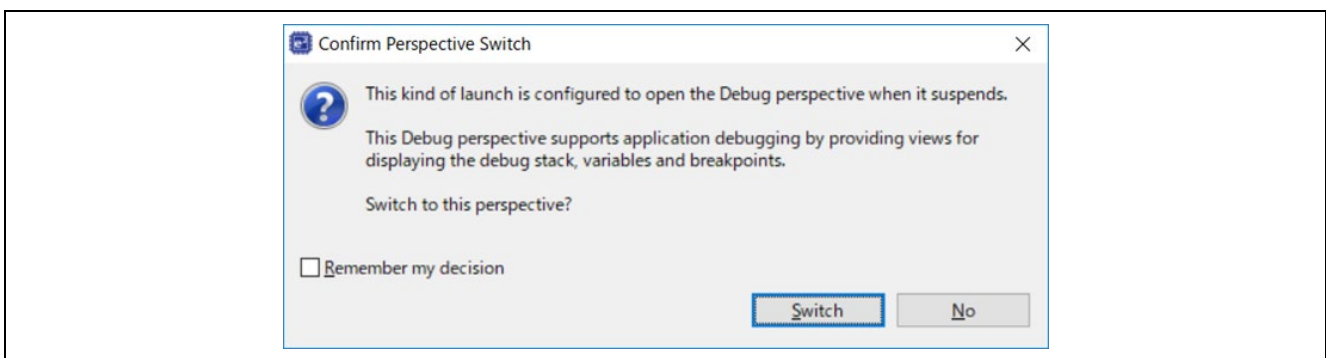 Confirm Perspective Switch
This kind of launch is configured to open the Debug perspective when it suspends.
This Debug perspective supports application debugging by providing views for
displaying the debug stack, variables and breakpoints.
Switch to this perspective?
Remember my decision
Switch No